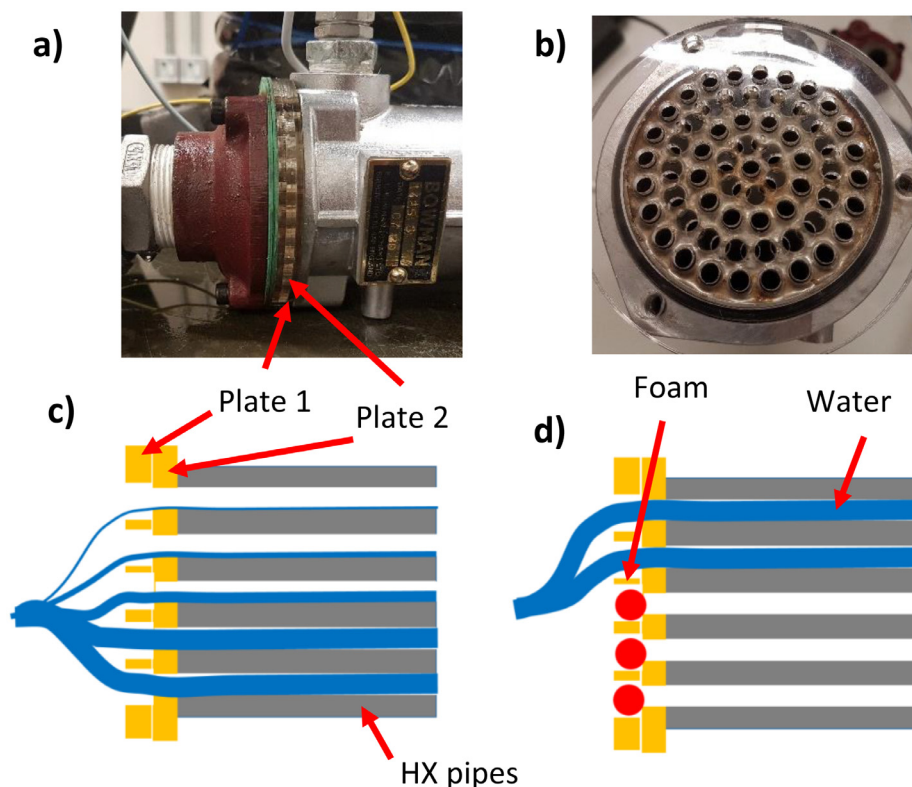 a)
b)
BOWMAN
Plate 1
Plate 2
c)
Foam
Water
d)
HX pipes